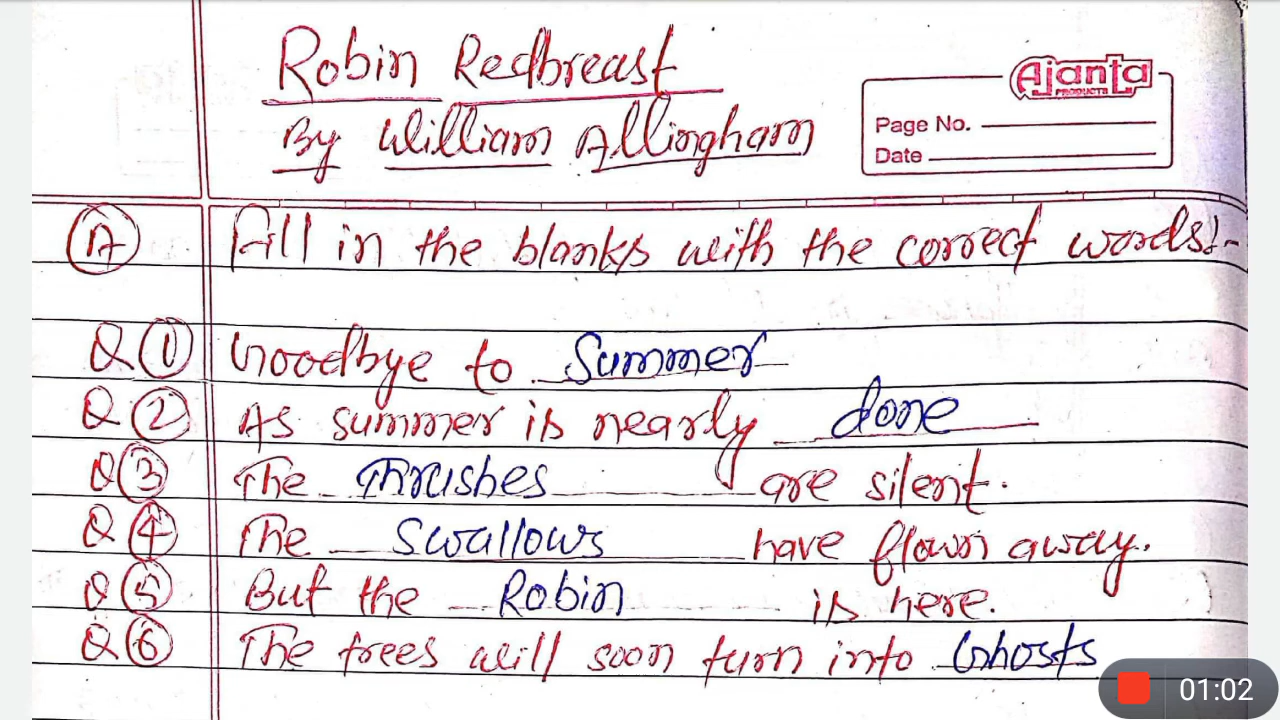 Robin Redbreast
By William Allingham
Ajanta
PRODUCTS
Page No.
Date
A Fill in the blanks with the correct words:-
Q 1 Goodbye to Summer
Q 2 As summer is nearly done
Q 3 The Thrushes are silent.
Q 4 The Swallows have flown away.
Q 5 But the Robin is here.
Q 6 The trees will soon turn into Ghosts
01:02